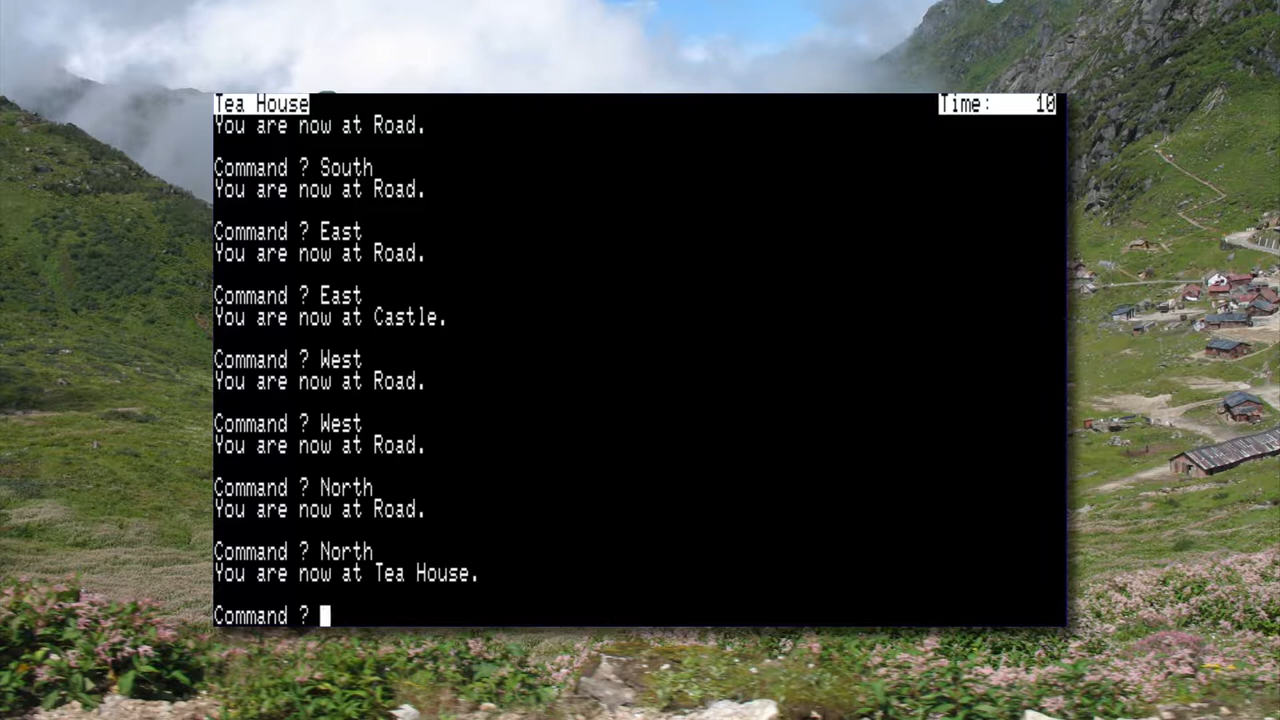 Tea House Time: 10
You are now at Road.
Command ? South
You are now at Road.
Command ? East
You are now at Road.
Command ? East
You are now at Castle.
Command ? West
You are now at Road.
Command ? West
You are now at Road.
Command ? North
You are now at Road.
Command ? North
You are now at Tea House.
Command ?